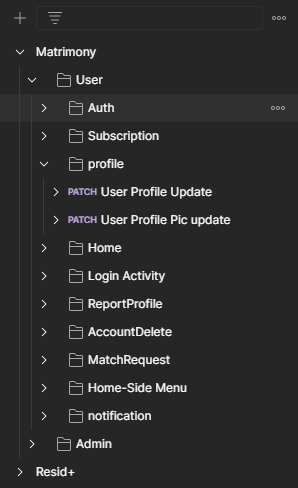 Matrimony
User
Auth
Subscription
profile
PATCH User Profile Update
PATCH User Profile Pic update
Home
Login Activity
ReportProfile
AccountDelete
MatchRequest
Home-Side Menu
notification
Admin
Resid+